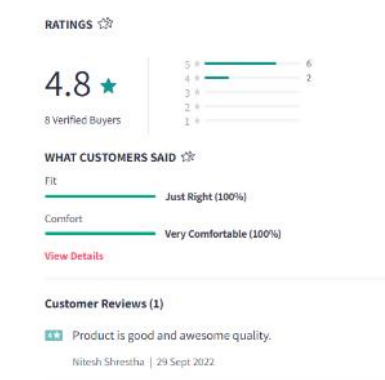 RATINGS
5 ★ 6
4.8 ★ 4 ★ 2
3 ★
2 ★
8 Verified Buyers 1 ★
WHAT CUSTOMERS SAID
Fit
Just Right (100%)
Comfort
Very Comfortable (100%)
View Details
Customer Reviews (1)
Product is good and awesome quality.
Nitesh Shrestha | 29 Sept 2022